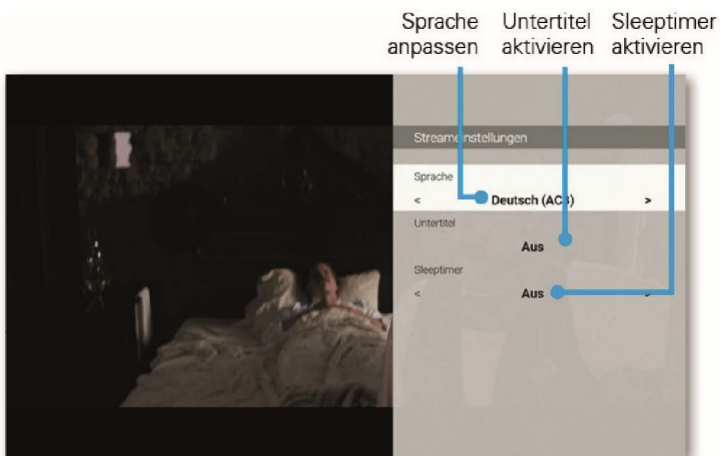 Sprache Untertitel Sleeptimer
anpassen aktivieren aktivieren
Streameinstellungen
Sprache
< Deutsch (AC3) >
Untertitel
Aus
Sleeptimer
< Aus >